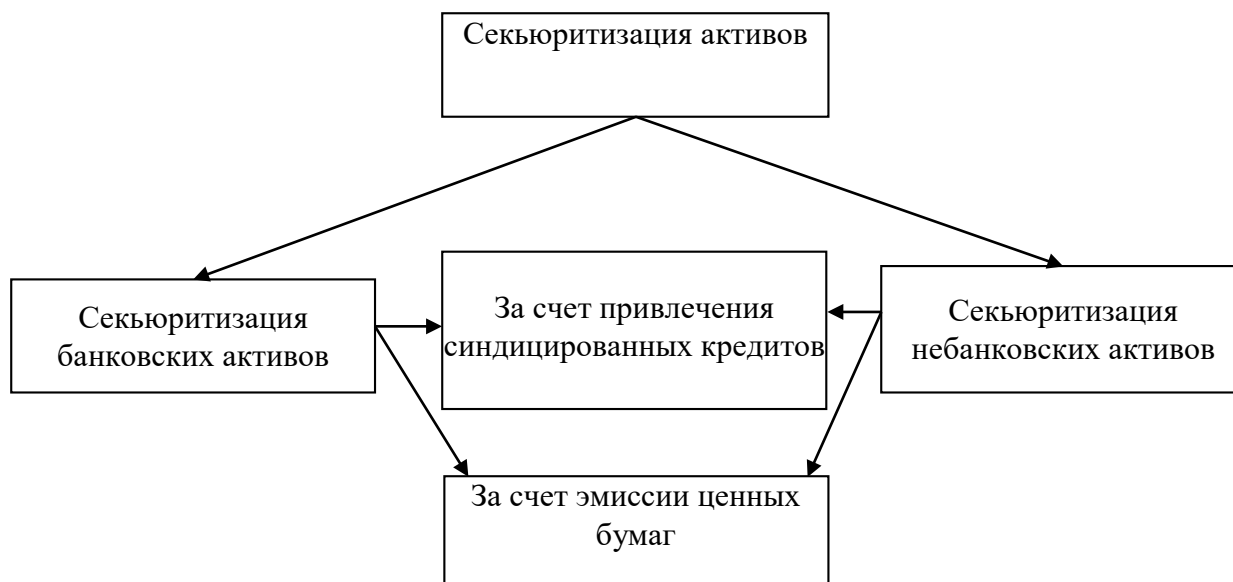 Секьюритизация активов
Секьюритизация
банковских активов
За счет привлечения
синдицированных кредитов
Секьюритизация
небанковских активов
За счет эмиссии ценных
бумаг